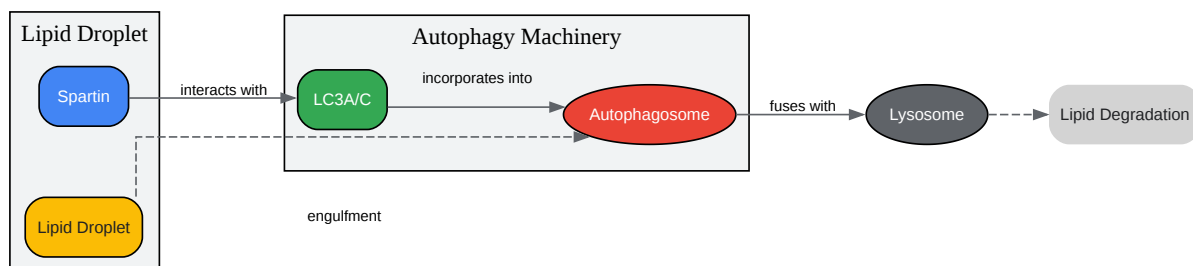 Lipid Droplet
Autophagy Machinery
Spartin
interacts with
LC3A/C
incorporates into
Autophagosome
fuses with
Lysosome
Lipid Degradation
Lipid Droplet
engulfment